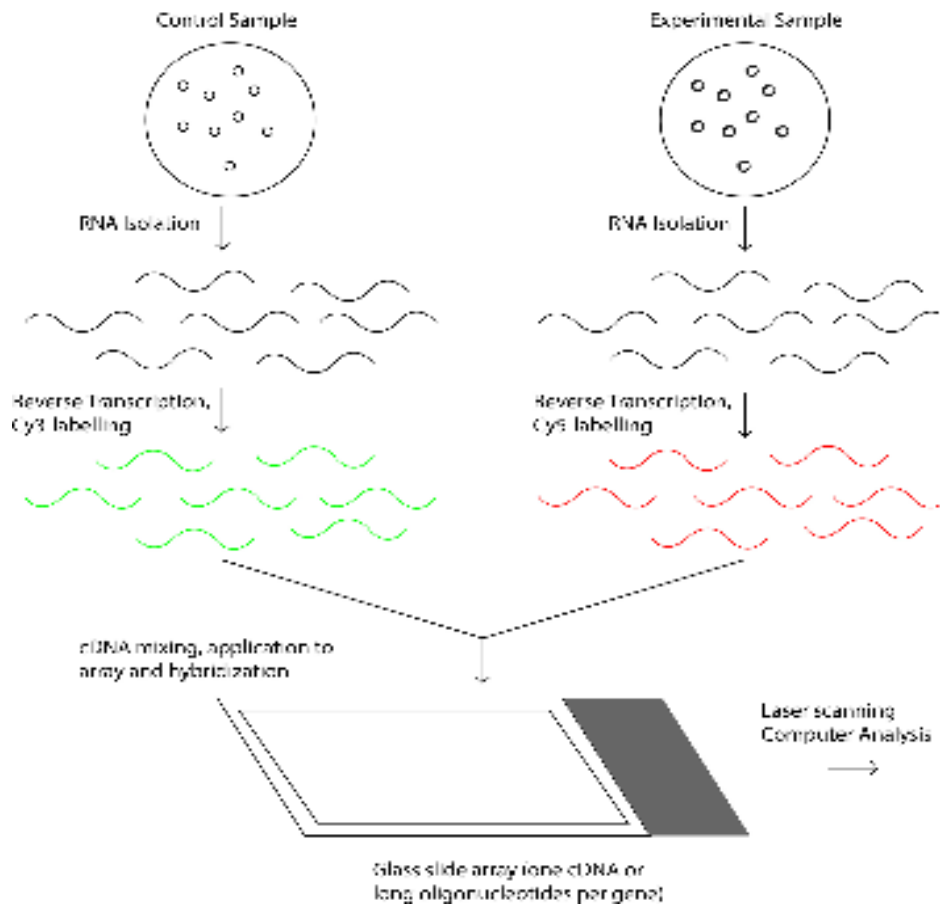 Control Sample
Experimental Sample
RNA Isolation
RNA Isolation
Reverse Transcription,
Cy3-labelling
Reverse Transcription,
Cy5-labelling
cDNA mixing, application to
array and hybridization
Laser scanning
Computer Analysis
Glass slide array (one cDNA or
long oligonucleotides per gene)